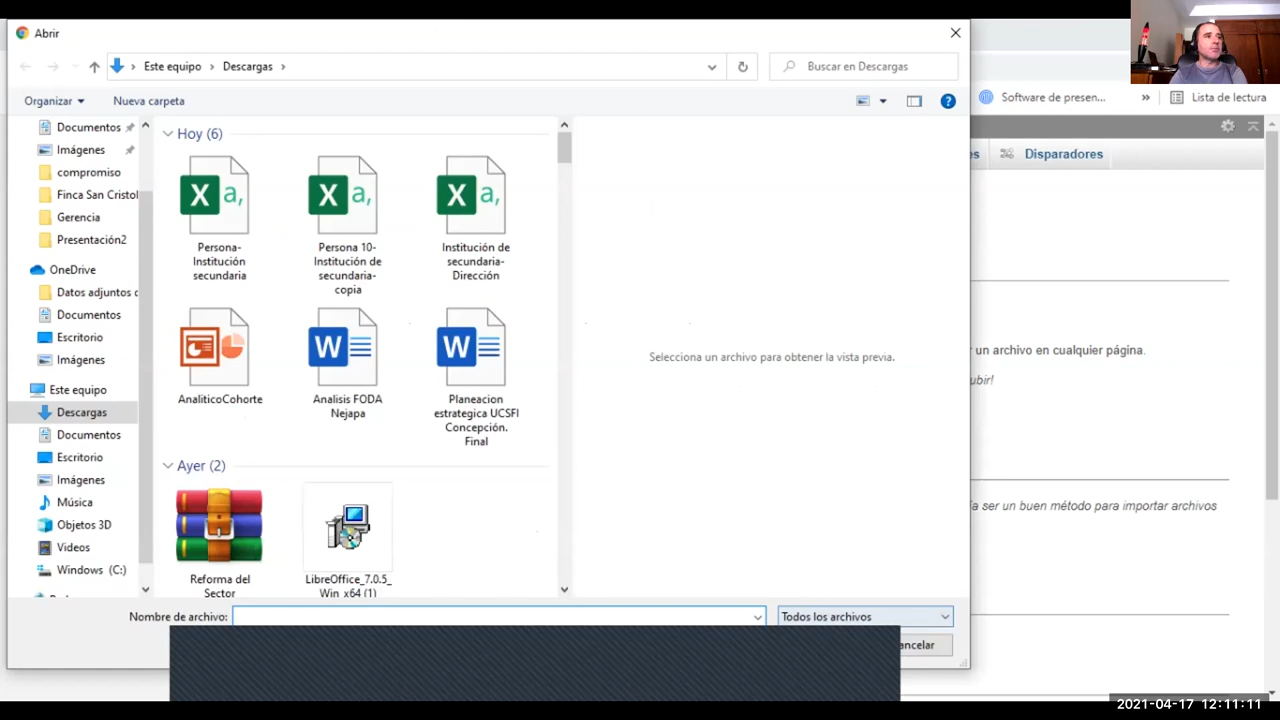 Abrir
Este equipo
Descargas
Buscar en Descargas
Software de presen...
»
Lista de lectura
Organizar
Nueva carpeta
?
Documentos
Imágenes
compromiso
Finca San Cristol
Gerencia
Presentación2
OneDrive
Datos adjuntos
Documentos
Escritorio
Imágenes
Este equipo
Descargas
Documentos
Escritorio
Imágenes
Música
Objetos 3D
Videos
Windows (C:)
Hoy (6)
Persona-
Institución
secundaria
Persona 10-
Institución de
secundaria-
copia
Institución de
secundaria-
Dirección
AnaliticoCohorte
Analisis FODA
Nejapa
Planeacion
estrategica UCSFI
Concepción.
Final
Ayer (2)
Reforma del
Sector
LibreOffice_7.0.5_
Win_x64 (1)
Selecciona un archivo para obtener la vista previa.
es
Disparadores
r un archivo en cualquier página.
ubir!
ía ser un buen método para importar archivos
Nombre de archivo:
Todos los archivos
ancelar
2021-04-17 12:11:11